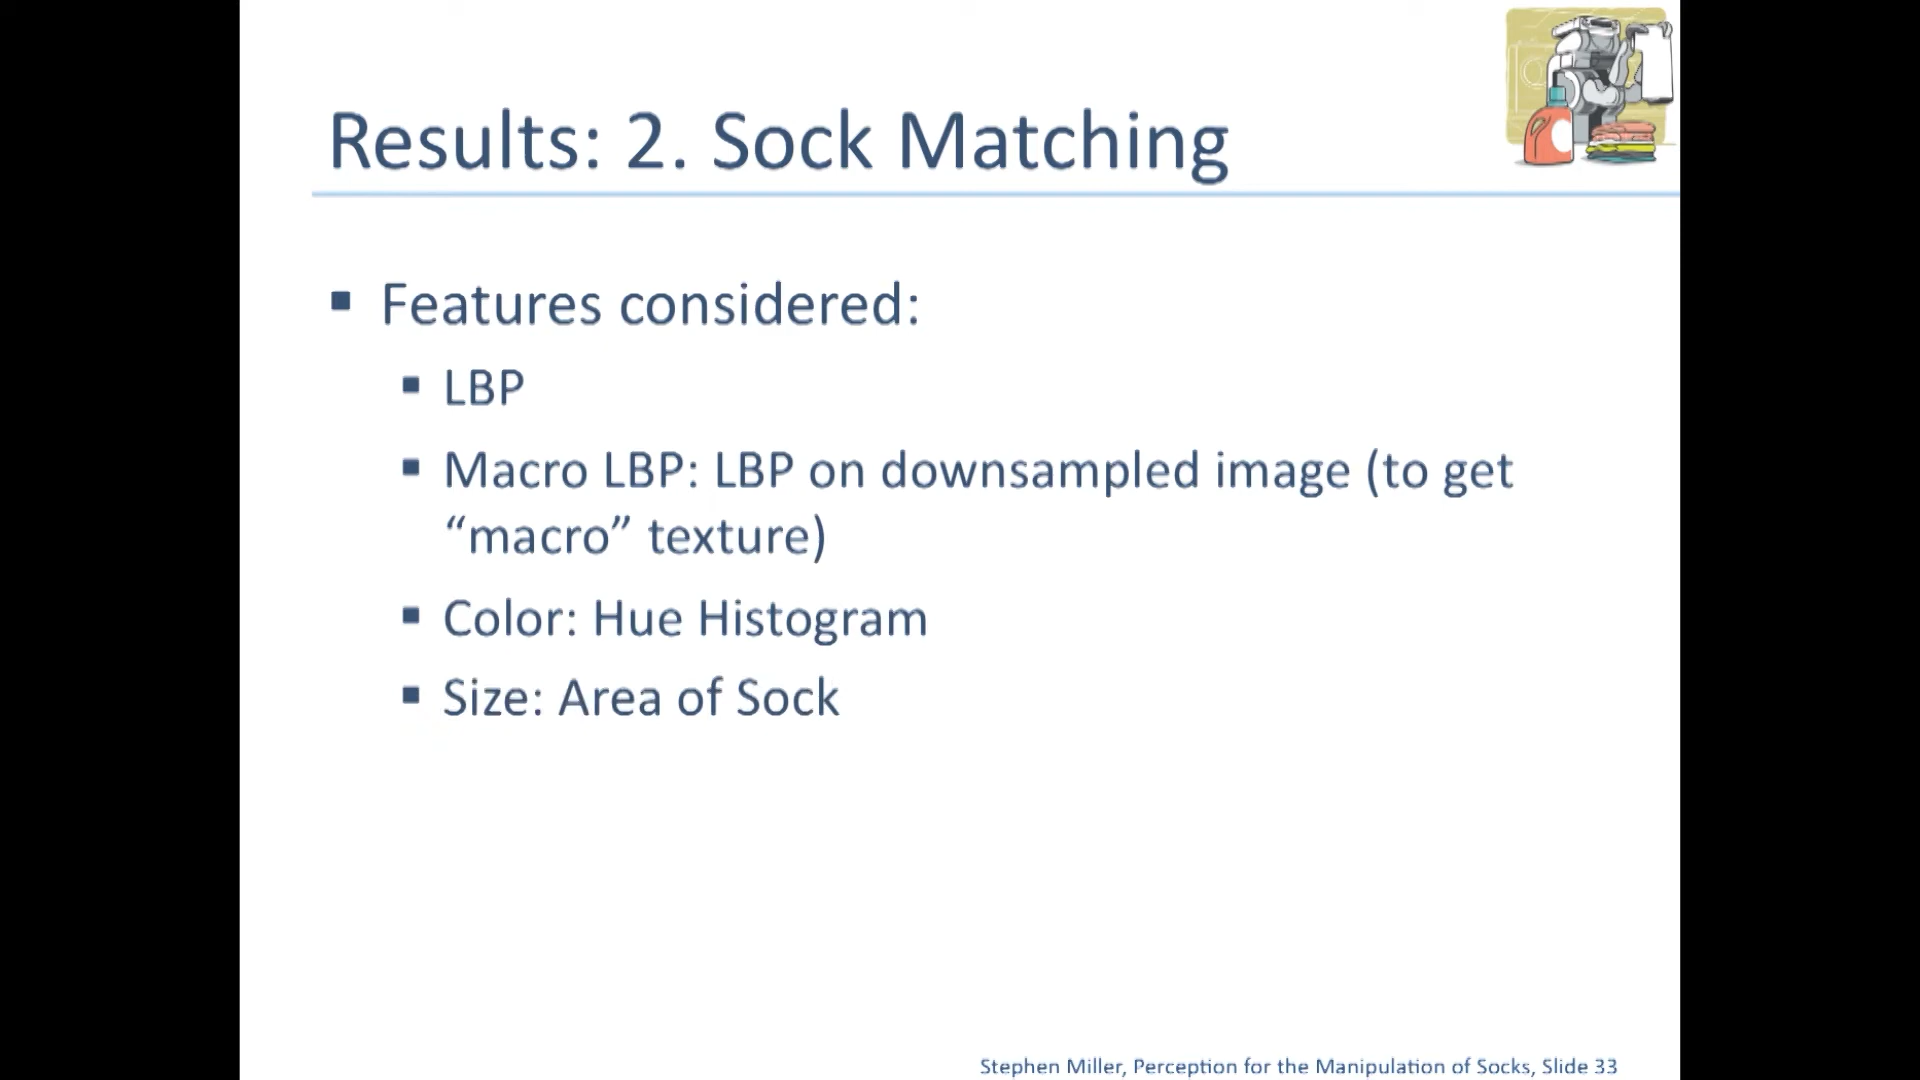 Results: 2. Sock Matching
▪ Features considered:
▪ LBP
▪ Macro LBP: LBP on downsampled image (to get
“macro” texture)
▪ Color: Hue Histogram
▪ Size: Area of Sock
Stephen Miller, Perception for the Manipulation of Socks, Slide 33